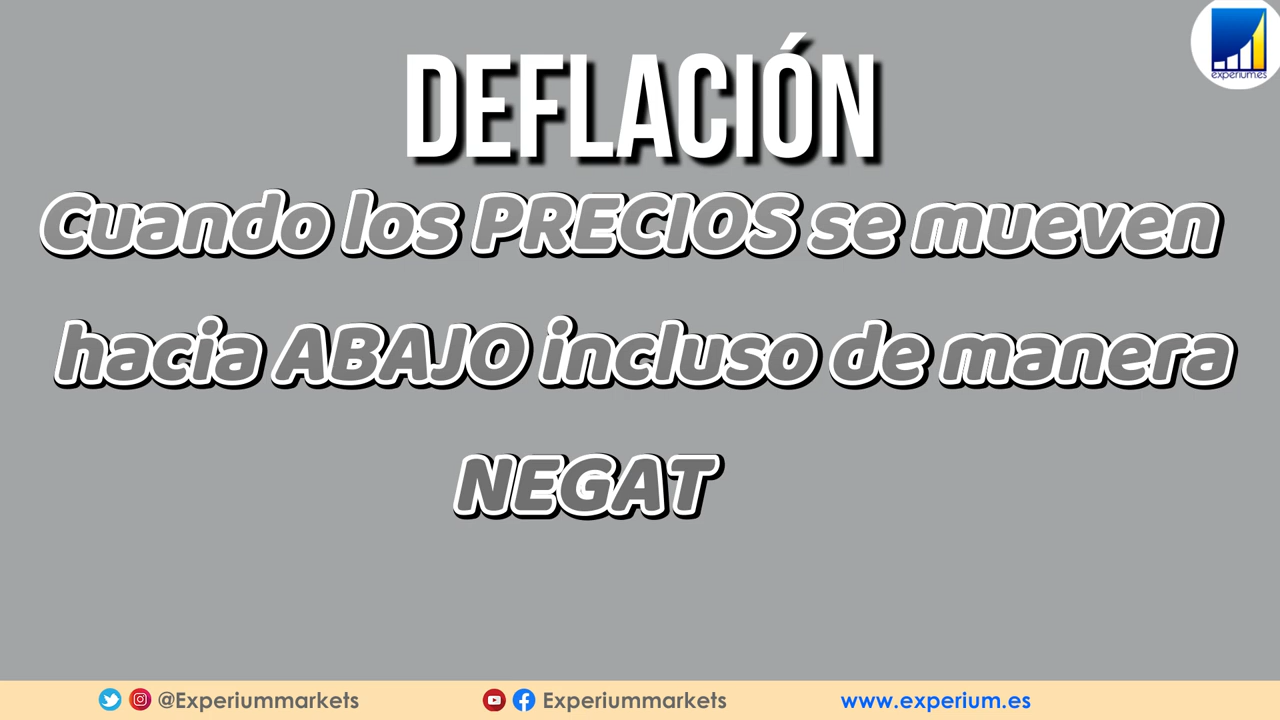 experiumes
DEFLACIÓN
Cuando los PRECIOS se mueven
hacia ABAJO incluso de manera
NEGAT
@Experiummarkets
Experiummarkets
www.experium.es